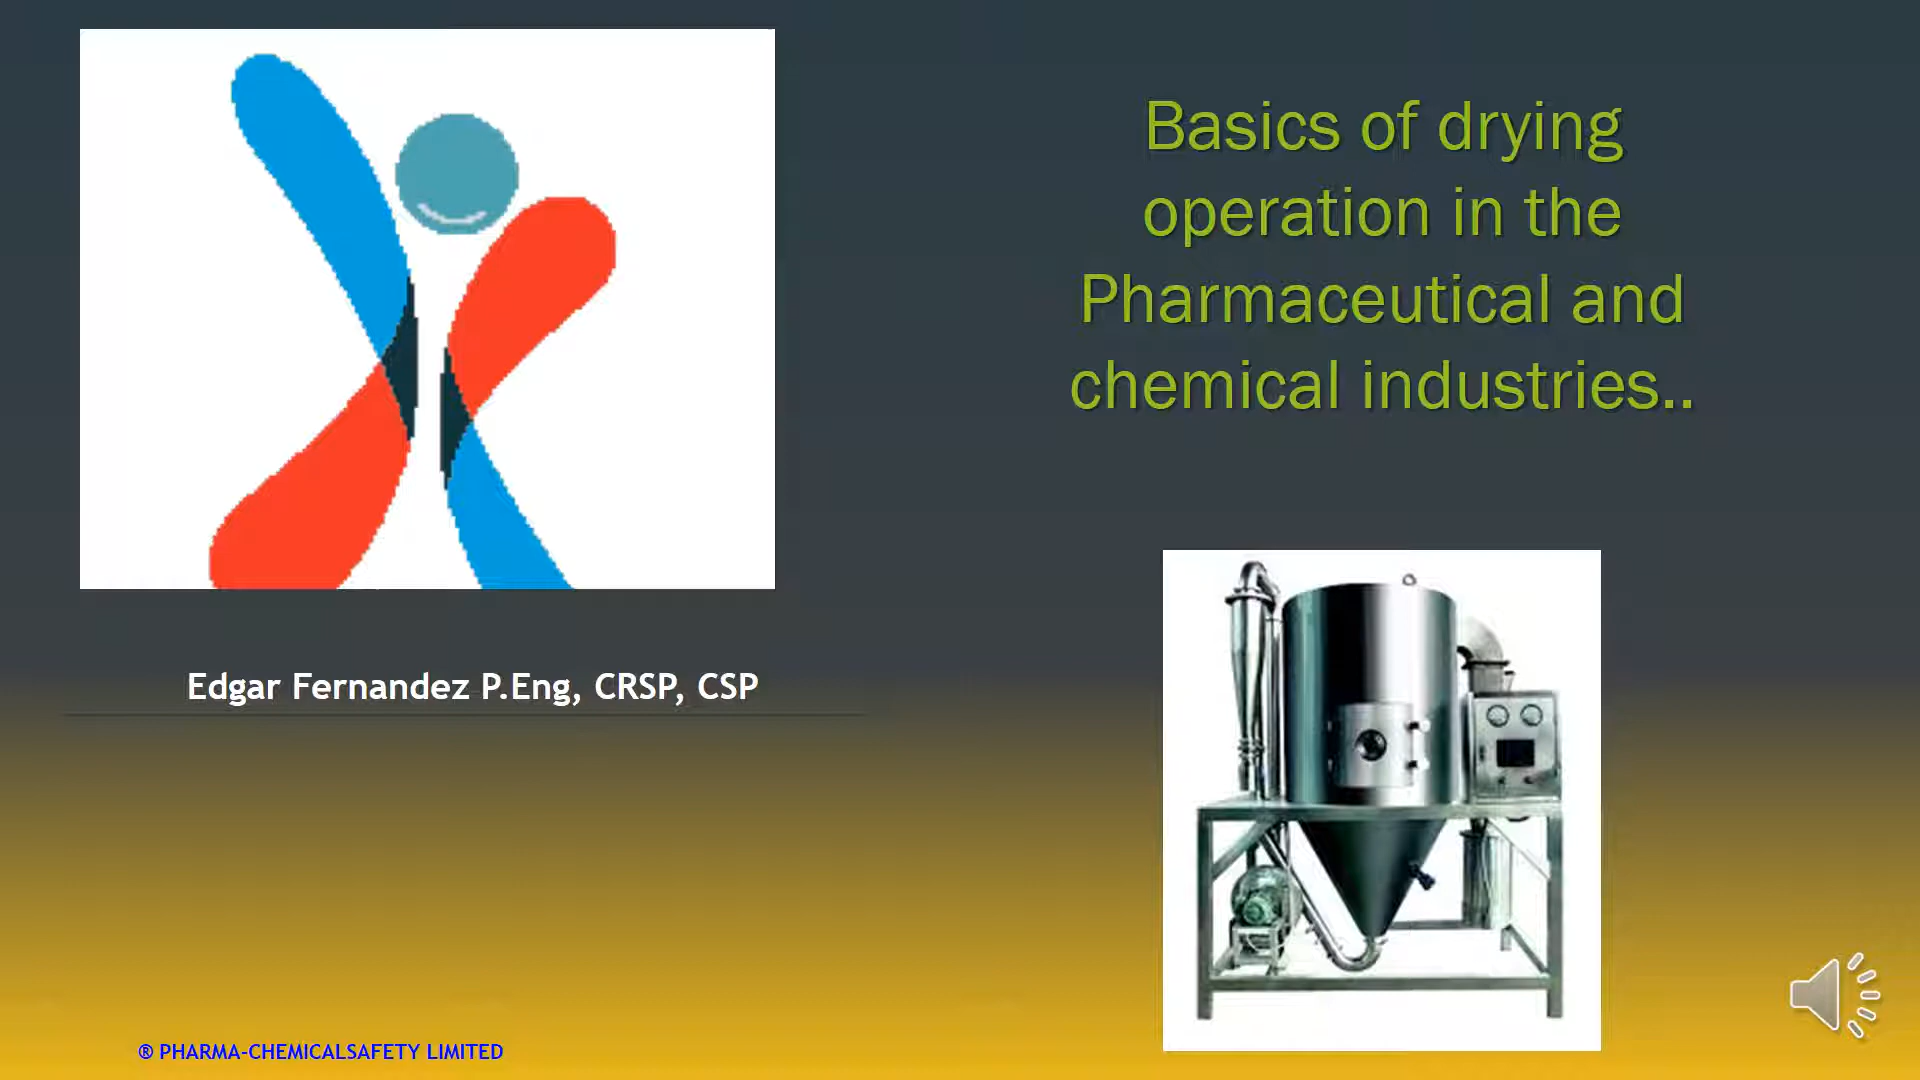 Basics of drying
operation in the
Pharmaceutical and
chemical industries..
Edgar Fernandez P.Eng, CRSP, CSP
® PHARMA-CHEMICALSAFETY LIMITED